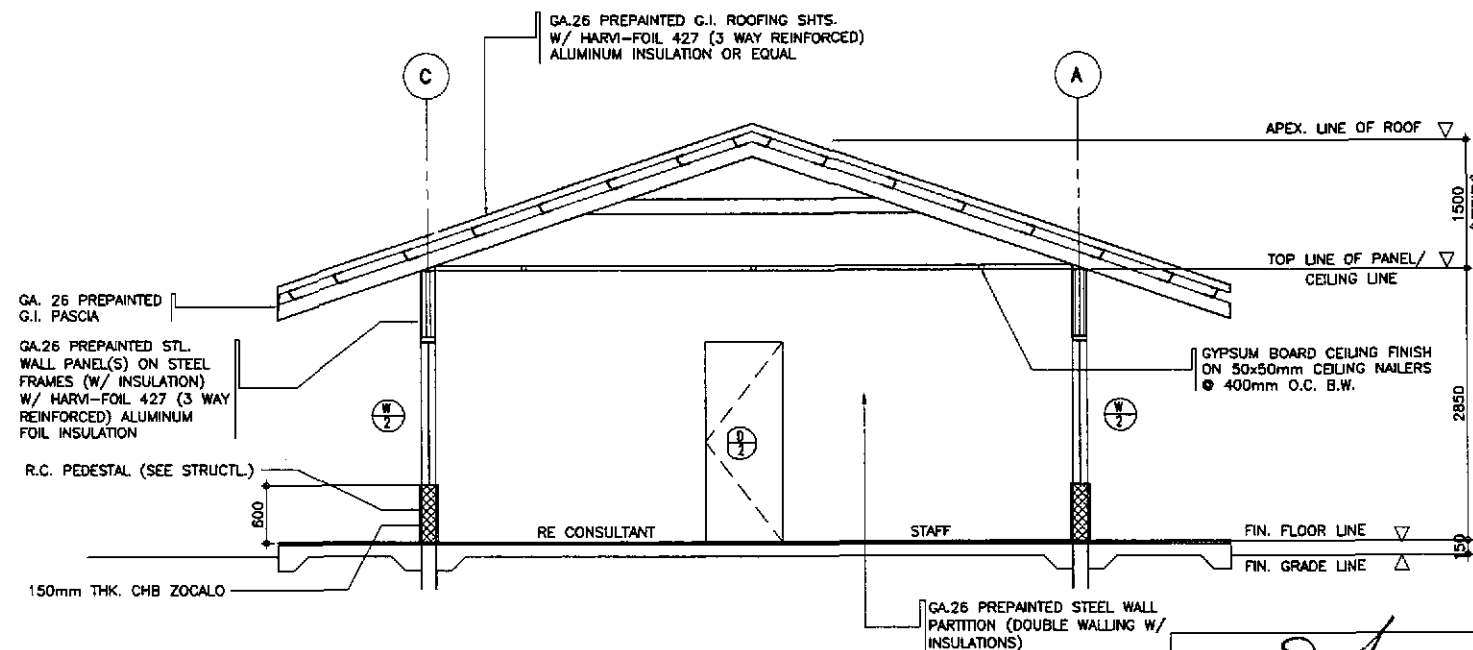 GA.26 PREPAINTED G.I. ROOFING SHTS.
W/ HARVI-FOIL 427 (3 WAY REINFORCED)
ALUMINUM INSULATION OR EQUAL
C
A
APEX. LINE OF ROOF
1500
TOP LINE OF PANEL/
CEILING LINE
GA. 26 PREPAINTED
G.I. PASCIA
GA.26 PREPAINTED STL.
WALL PANEL(S) ON STEEL
FRAMES (W/ INSULATION)
W/ HARVI-FOIL 427 (3 WAY
REINFORCED) ALUMINUM
FOIL INSULATION
GYPSUM BOARD CEILING FINISH
ON 50x50mm CEILING NAILERS
@ 400mm O.C. B.W.
W
2
D
2
W
2
2850
R.C. PEDESTAL (SEE STRUCTL.)
600
RE CONSULTANT
STAFF
FIN. FLOOR LINE
150
FIN. GRADE LINE
150mm THK. CHB ZOCALO
GA.26 PREPAINTED STEEL WALL
PARTITION (DOUBLE WALLING W/
INSULATIONS)